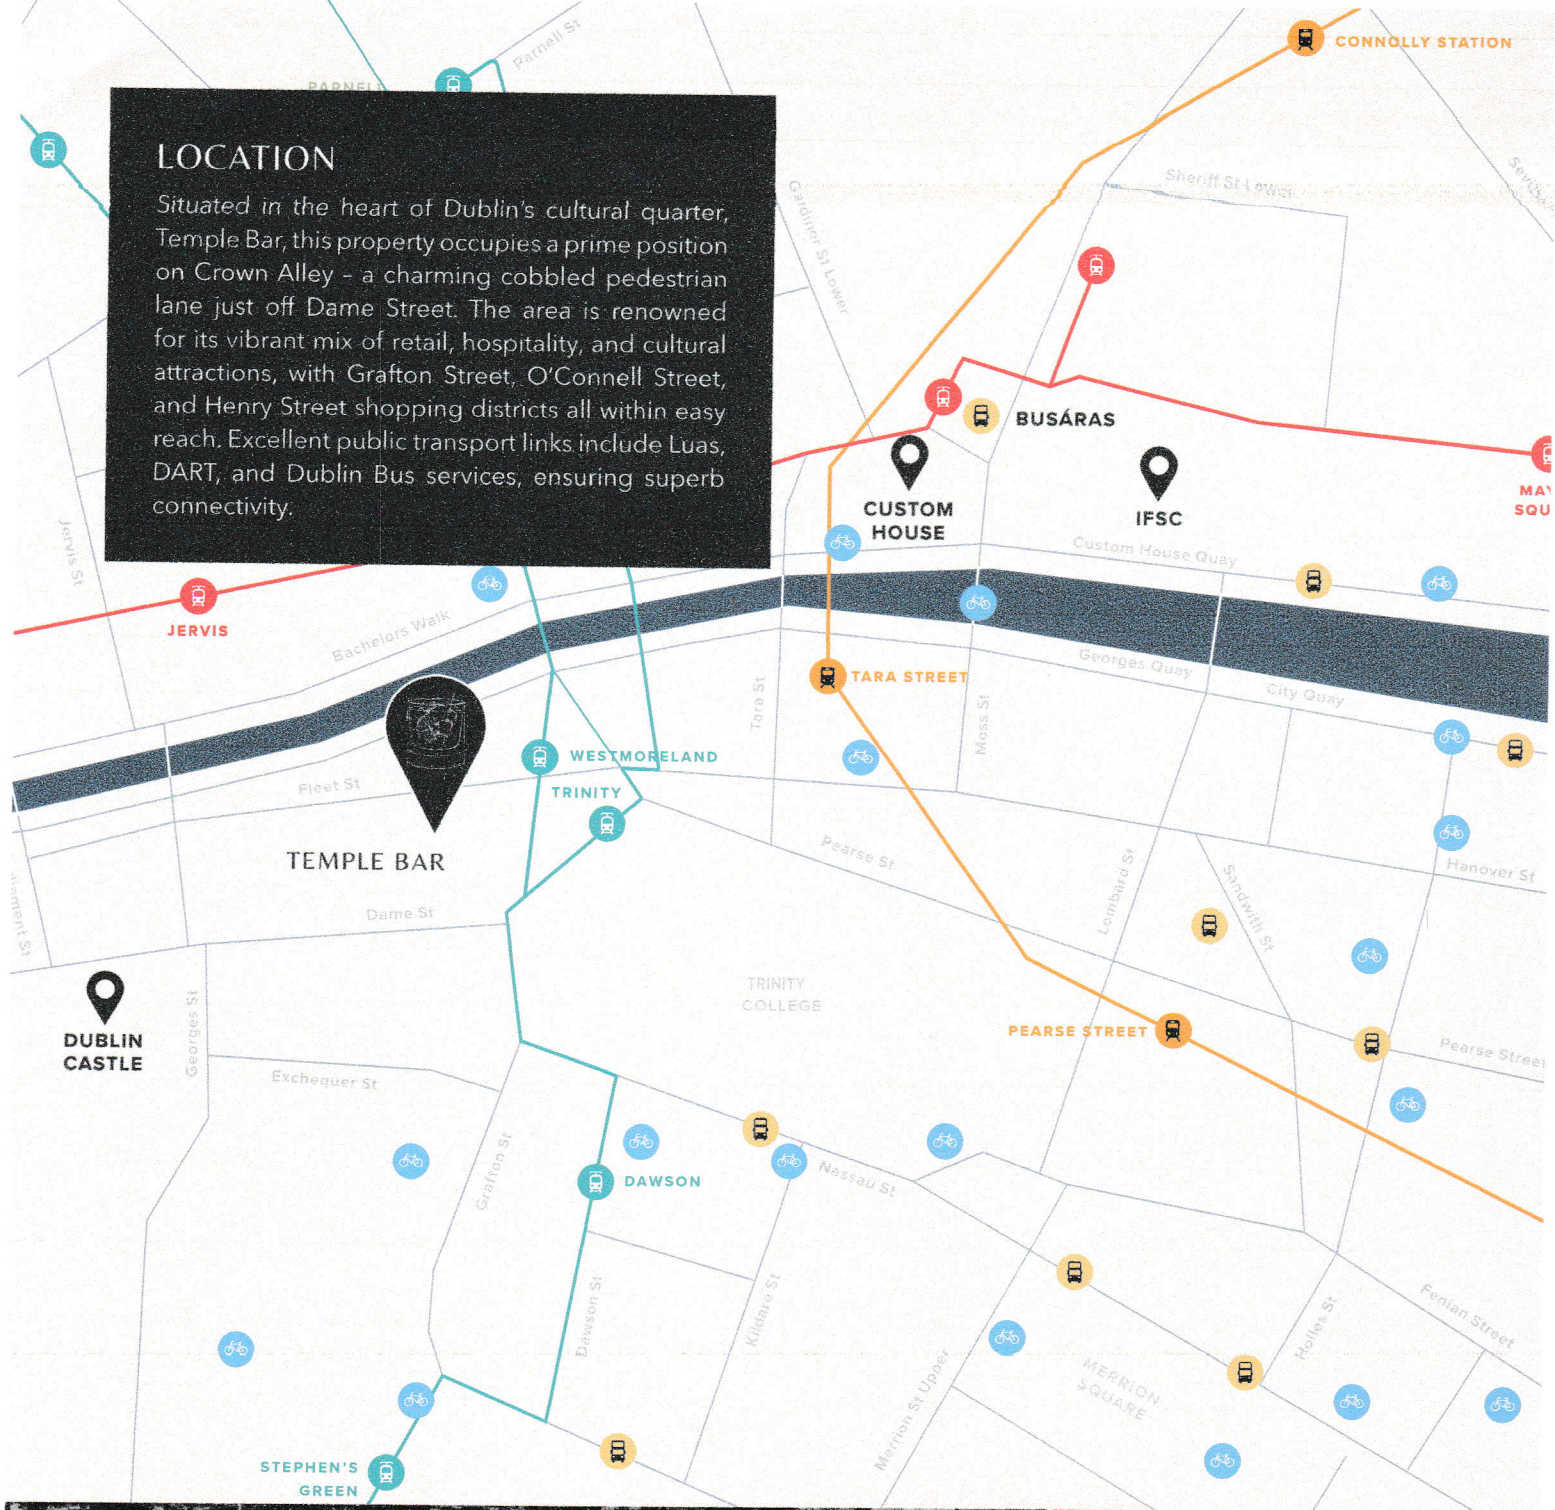 Parnell St
CONNOLLY STATION
PARNELL
LOCATION
Situated in the heart of Dublin's cultural quarter,
Temple Bar, this property occupies a prime position
on Crown Alley – a charming cobbled pedestrian
lane just off Dame Street. The area is renowned
for its vibrant mix of retail, hospitality, and cultural
attractions, with Grafton Street, O'Connell Street,
and Henry Street shopping districts all within easy
reach. Excellent public transport links include Luas,
DART, and Dublin Bus services, ensuring superb
connectivity.
Sheriff St Lower
Gardiner St Lower
BUSÁRAS
CUSTOM
HOUSE
IFSC
MAY
SQU
Jervis St
Custom House Quay
JERVIS
Bachelors Walk
Georges Quay
City Quay
TARA STREET
Tara St
Moss St
WESTMORELAND
TRINITY
Fleet St
TEMPLE BAR
Pearse St
Lombard St
Sandwith St
Hanover St
Dame St
TRINITY
COLLEGE
DUBLIN
CASTLE
Georges St
PEARSE STREET
Pearse Street
Exchequer St
Grafton St
DAWSON
Nassau St
Dawson St
Kildare St
Merrion St Upper
MERRION
SQUARE
Holles St
Fenian Street
STEPHEN'S
GREEN